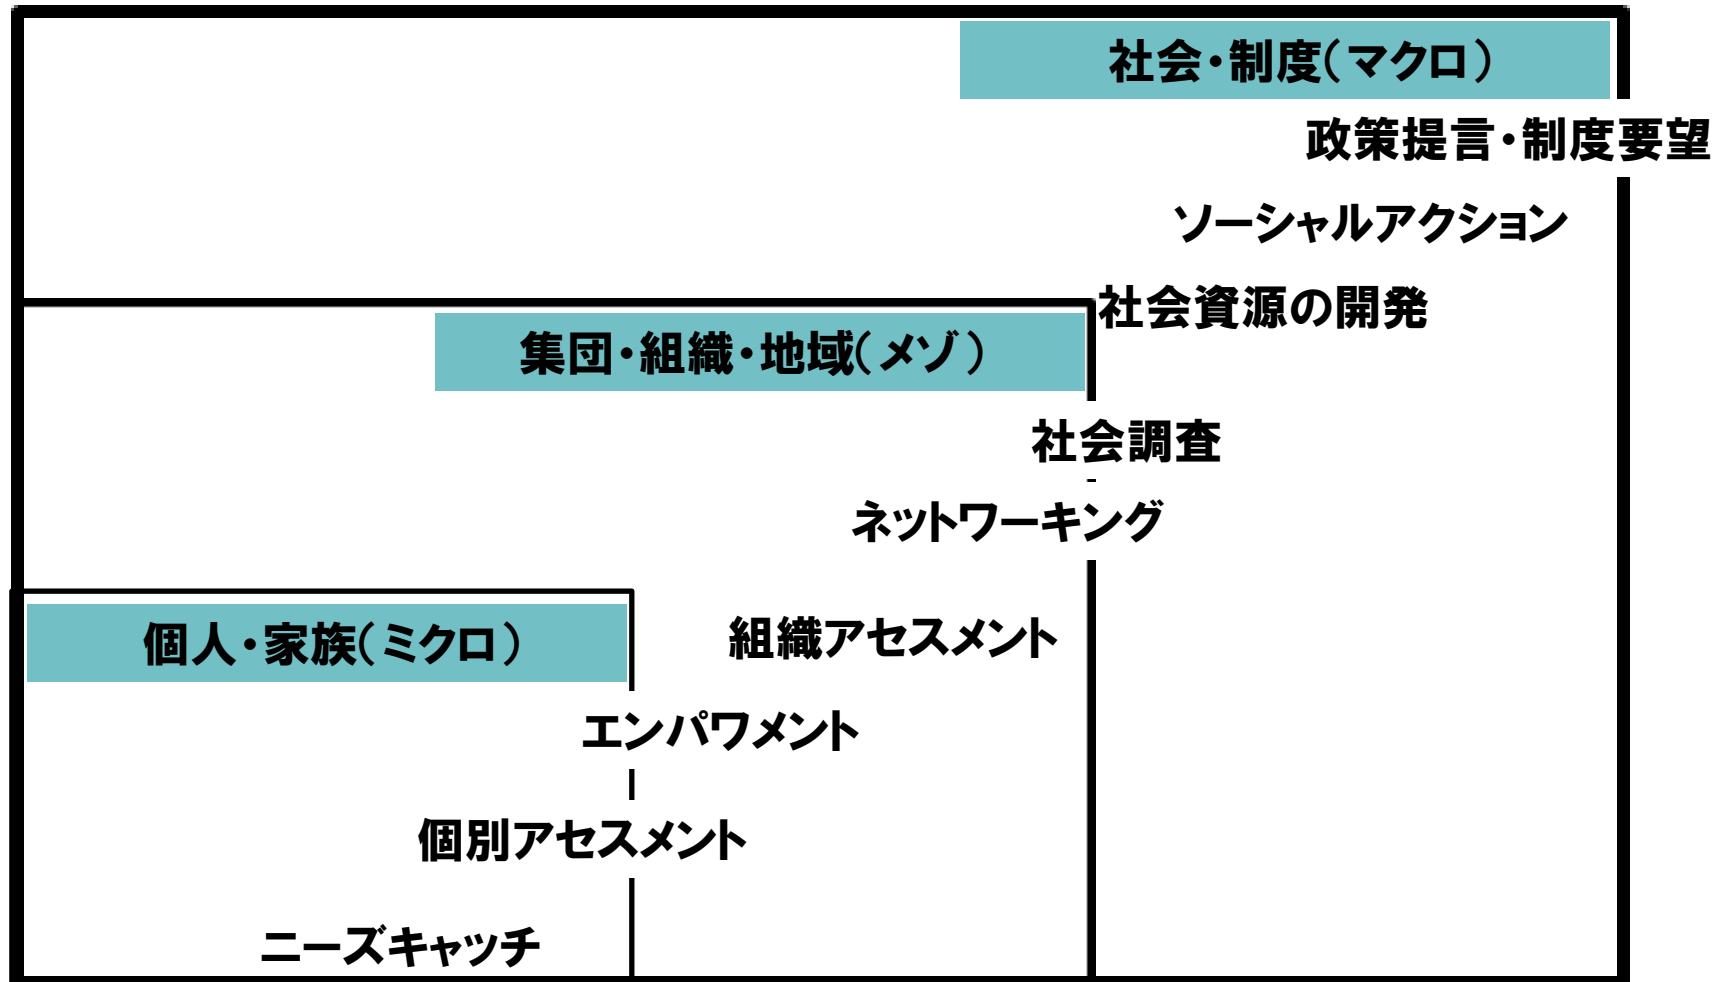 社会・制度(マクロ)
政策提言・制度要望
ソーシャルアクション
社会資源の開発
集団・組織・地域(メゾ)
社会調査
ネットワーキング
個人・家族(ミクロ)
組織アセスメント
エンパワメント
個別アセスメント
ニーズキャッチ